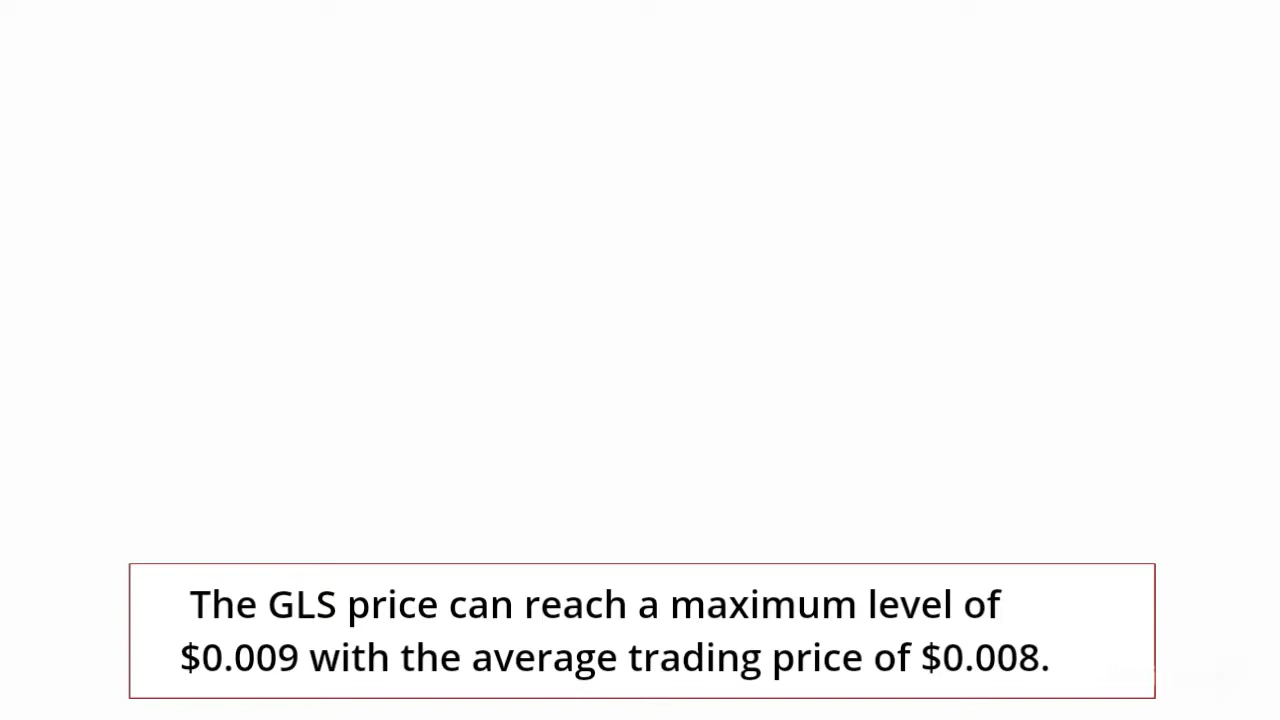 The GLS price can reach a maximum level of
$0.009 with the average trading price of $0.008.